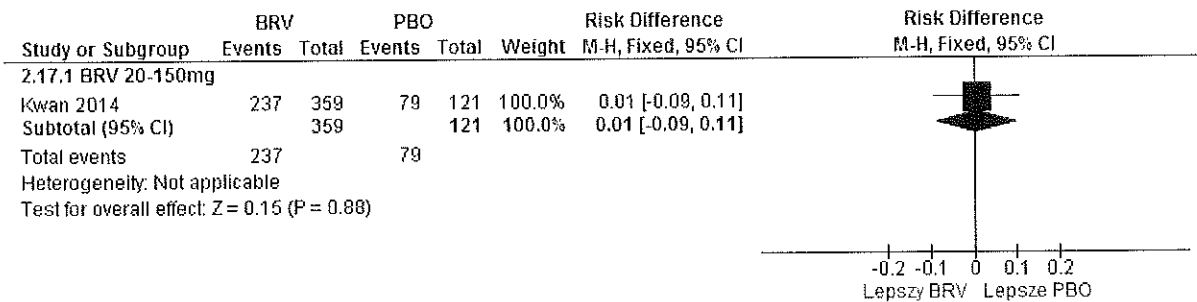 BRV PBO Risk Difference Risk Difference
Study or Subgroup Events Total Events Total Weight M-H, Fixed, 95% CI M-H, Fixed, 95% CI
2.17.1 BRV 20-150mg
Kwan 2014 237 359 79 121 100.0% 0.01 [-0.09, 0.11]
Subtotal (95% CI) 359 121 100.0% 0.01 [-0.09, 0.11]
Total events 237 79
Heterogeneity: Not applicable
Test for overall effect: Z = 0.15 (P = 0.88)
-0.2 -0.1 0 0.1 0.2
Lepszy BRV Lepsze PBO